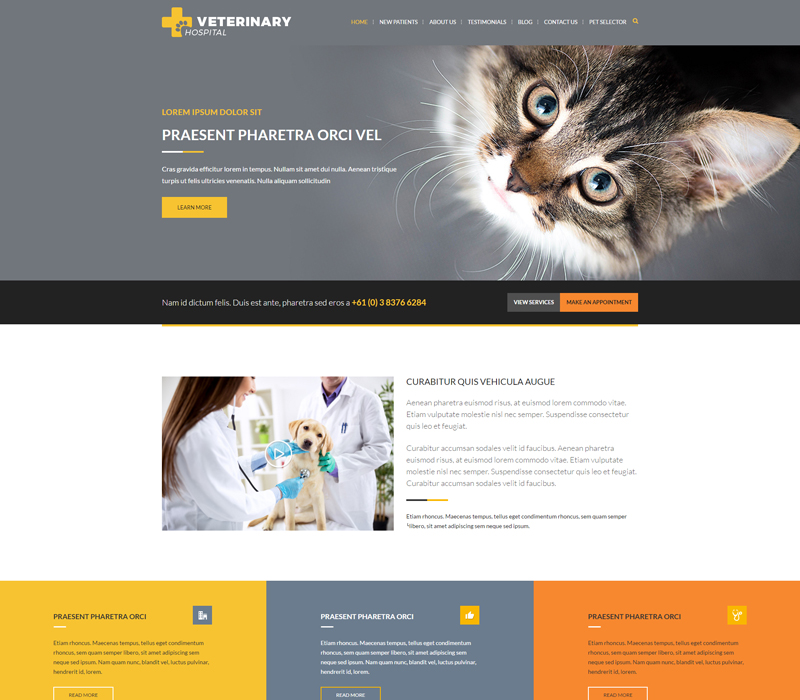 VETERINARY
HOSPITAL
HOME NEW PATIENTS ABOUT US TESTIMONIALS BLOG CONTACT US PET SELECTOR
LOREM IPSUM DOLOR SIT
PRAESENT PHARETRA ORCI VEL
Cras gravida efficitur lorem in tempus. Nullam sit amet dui nulla. Aenean tristique
turpis ut felis ultricies venenatis. Nulla aliquam sollicitudin
LEARN MORE
Nam id dictum felis. Duis est ante, pharetra sed eros a +61 (0) 3 8376 6284
VIEW SERVICES MAKE AN APPOINTMENT
CURABITUR QUIS VEHICULA AUGUE
Aenean pharetra euismod risus, at euismod lorem commodo vitae.
Etiam vulputate molestie nisl nec semper. Suspendisse consectetur
quis leo et feugiat.
Curabitur accumsan sodales velit id faucibus. Aenean pharetra
euismod risus, at euismod lorem commodo vitae. Etiam vulputate
molestie nisl nec semper. Suspendisse consectetur quis leo et feugiat.
Curabitur accumsan sodales velit id faucibus.
Etiam rhoncus. Maecenas tempus, tellus eget condimentum rhoncus, sem quam semper
libero, sit amet adipiscing sem neque sed ipsum.
PRAESENT PHARETRA ORCI
Etiam rhoncus. Maecenas tempus, tellus eget condimentum
rhoncus, sem quam semper libero, sit amet adipiscing sem
neque sed ipsum. Nam quam nunc, blandit vel, luctus pulvinar,
hendrerit id, lorem.
READ MORE
PRAESENT PHARETRA ORCI
Etiam rhoncus. Maecenas tempus, tellus eget condimentum
rhoncus, sem quam semper libero, sit amet adipiscing sem
neque sed ipsum. Nam quam nunc, blandit vel, luctus pulvinar,
hendrerit id, lorem.
READ MORE
PRAESENT PHARETRA ORCI
Etiam rhoncus. Maecenas tempus, tellus eget condimentum
rhoncus, sem quam semper libero, sit amet adipiscing sem
neque sed ipsum. Nam quam nunc, blandit vel, luctus pulvinar,
hendrerit id, lorem.
READ MORE